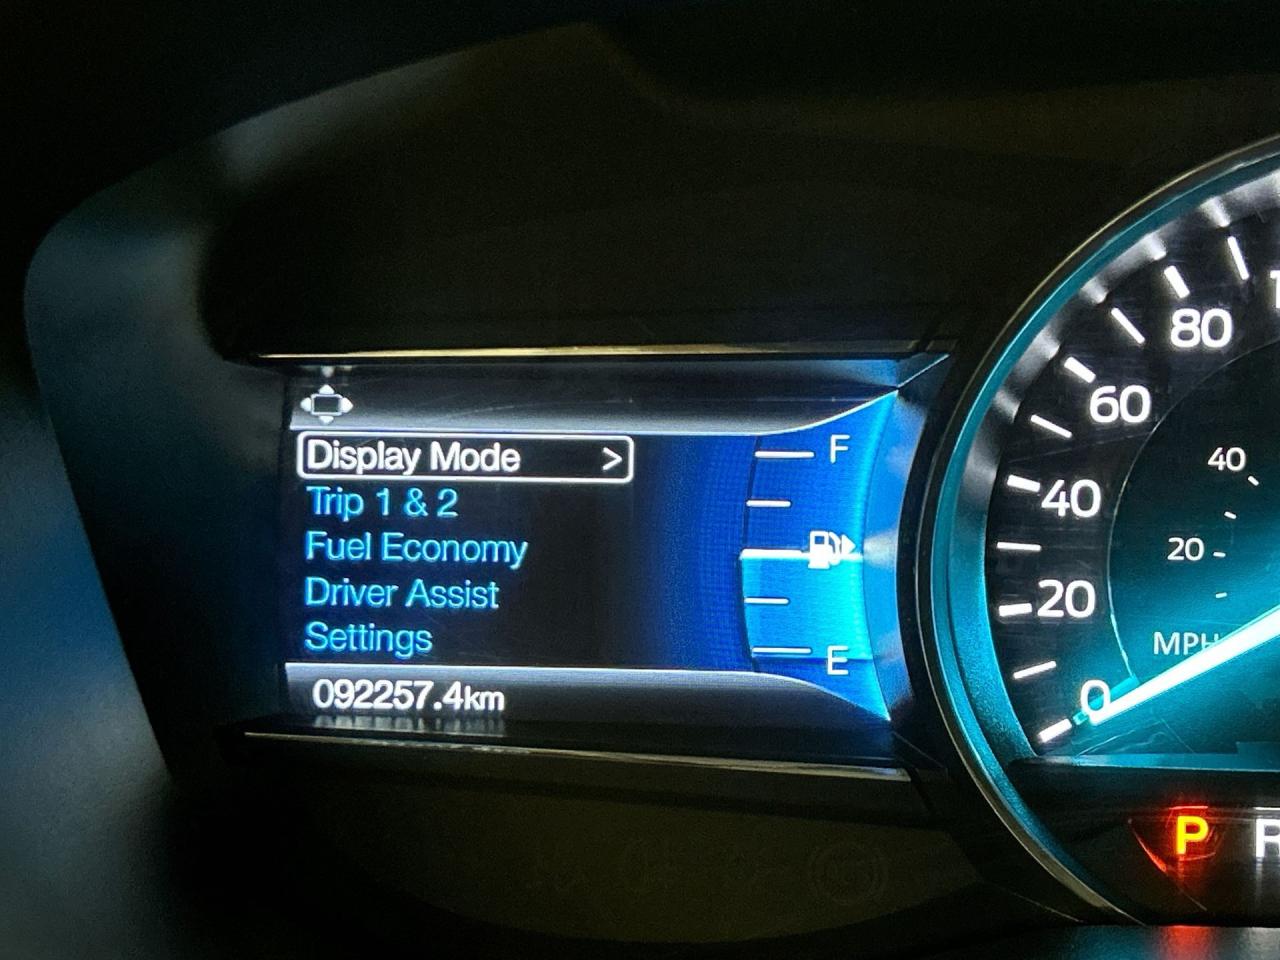 Display Mode >
Trip 1 & 2
Fuel Economy
Driver Assist
Settings
092257.4km
F
E
80
60
40
20
0
40
20
MPH
P
R